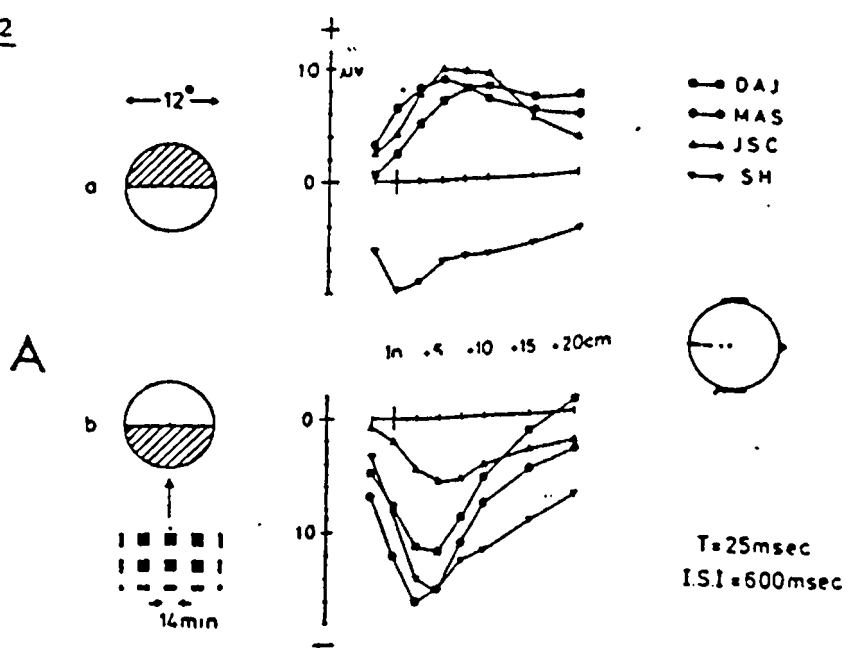 2
+
10 μV
12°
DAJ
MAS
JSC
SH
a
0
A
In +5 +10 +15 +20cm
b
0
10
T=25msec
I.S.I=600msec
14min
−